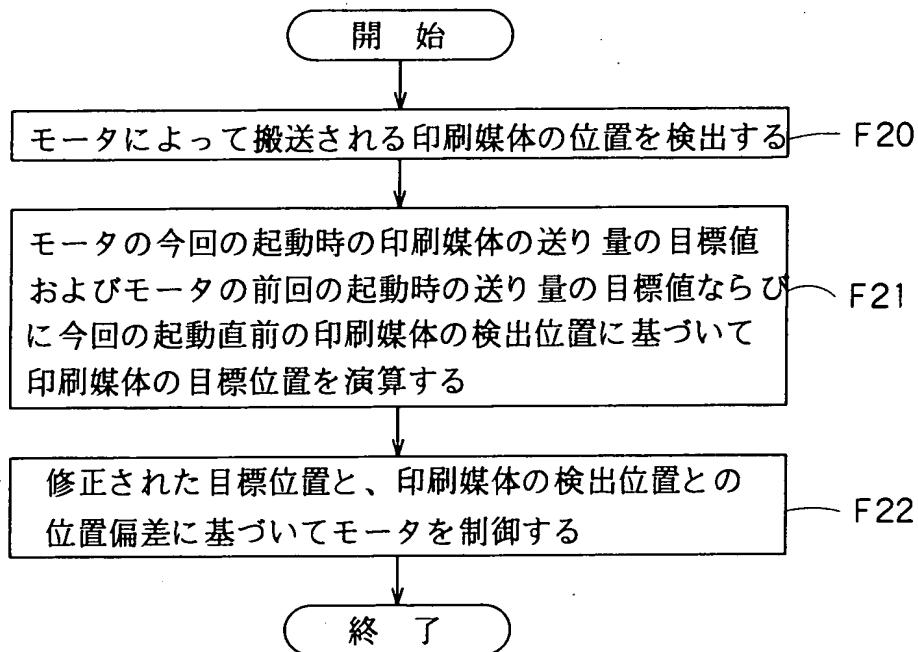 開 始
モータによって搬送される印刷媒体の位置を検出する
F20
モータの今回の起動時の印刷媒体の送り量の目標値
およびモータの前回の起動時の送り量の目標値ならび
に今回の起動直前の印刷媒体の検出位置に基づいて
印刷媒体の目標位置を演算する
F21
修正された目標位置と、印刷媒体の検出位置との
位置偏差に基づいてモータを制御する
F22
終 了